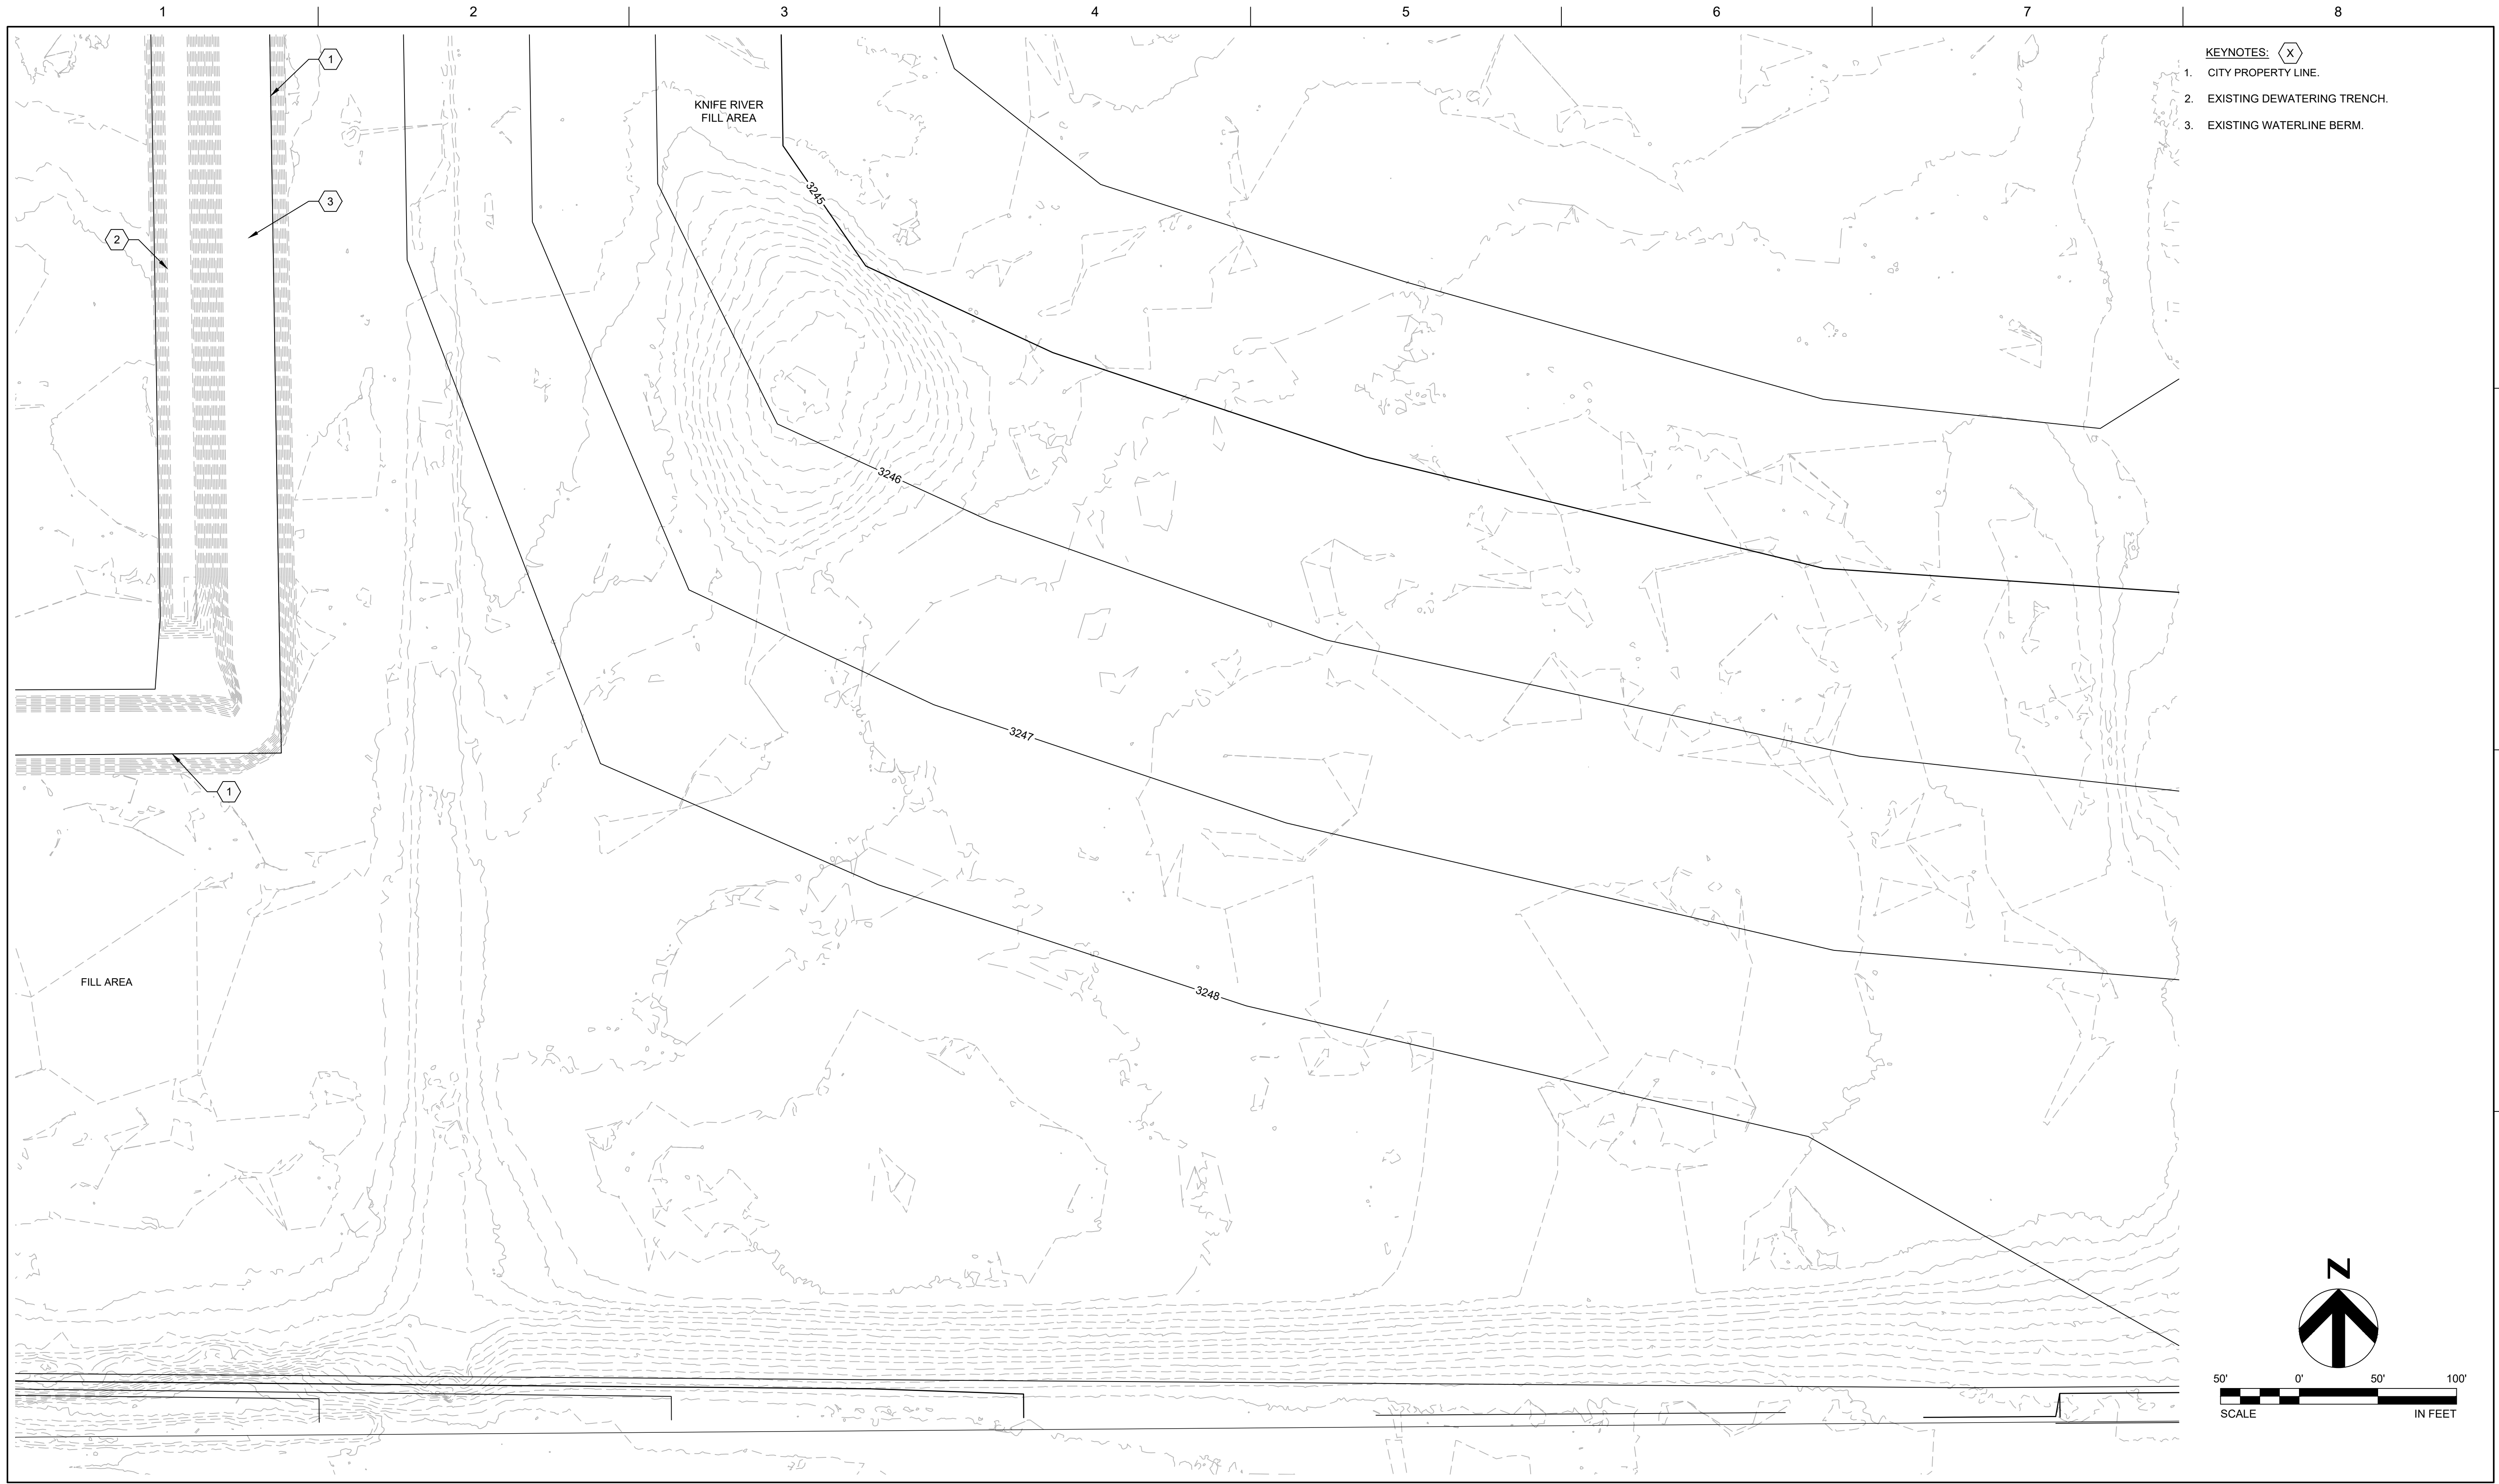 1 2 3 4 5 6 7 8
KEYNOTES: X
1. CITY PROPERTY LINE.
2. EXISTING DEWATERING TRENCH.
3. EXISTING WATERLINE BERM.
1
KNIFE RIVER
FILL AREA
3245
3
2
3246
3247
1
FILL AREA
3248
N
50' 0' 50' 100'
SCALE IN FEET